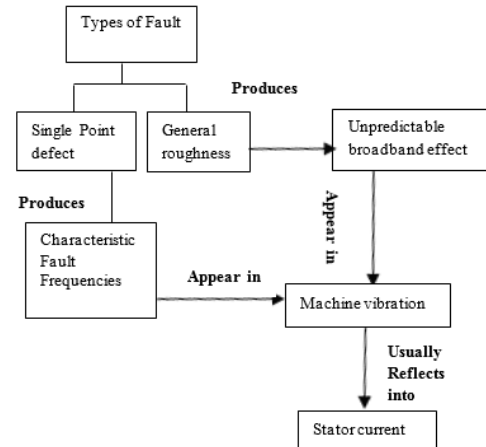 Types of Fault
Produces
Single Point
defect
General
roughness
Unpredictable
broadband effect
Produces
Appear in
Characteristic
Fault
Frequencies
Appear in
Machine vibration
Usually
Reflects
into
Stator current